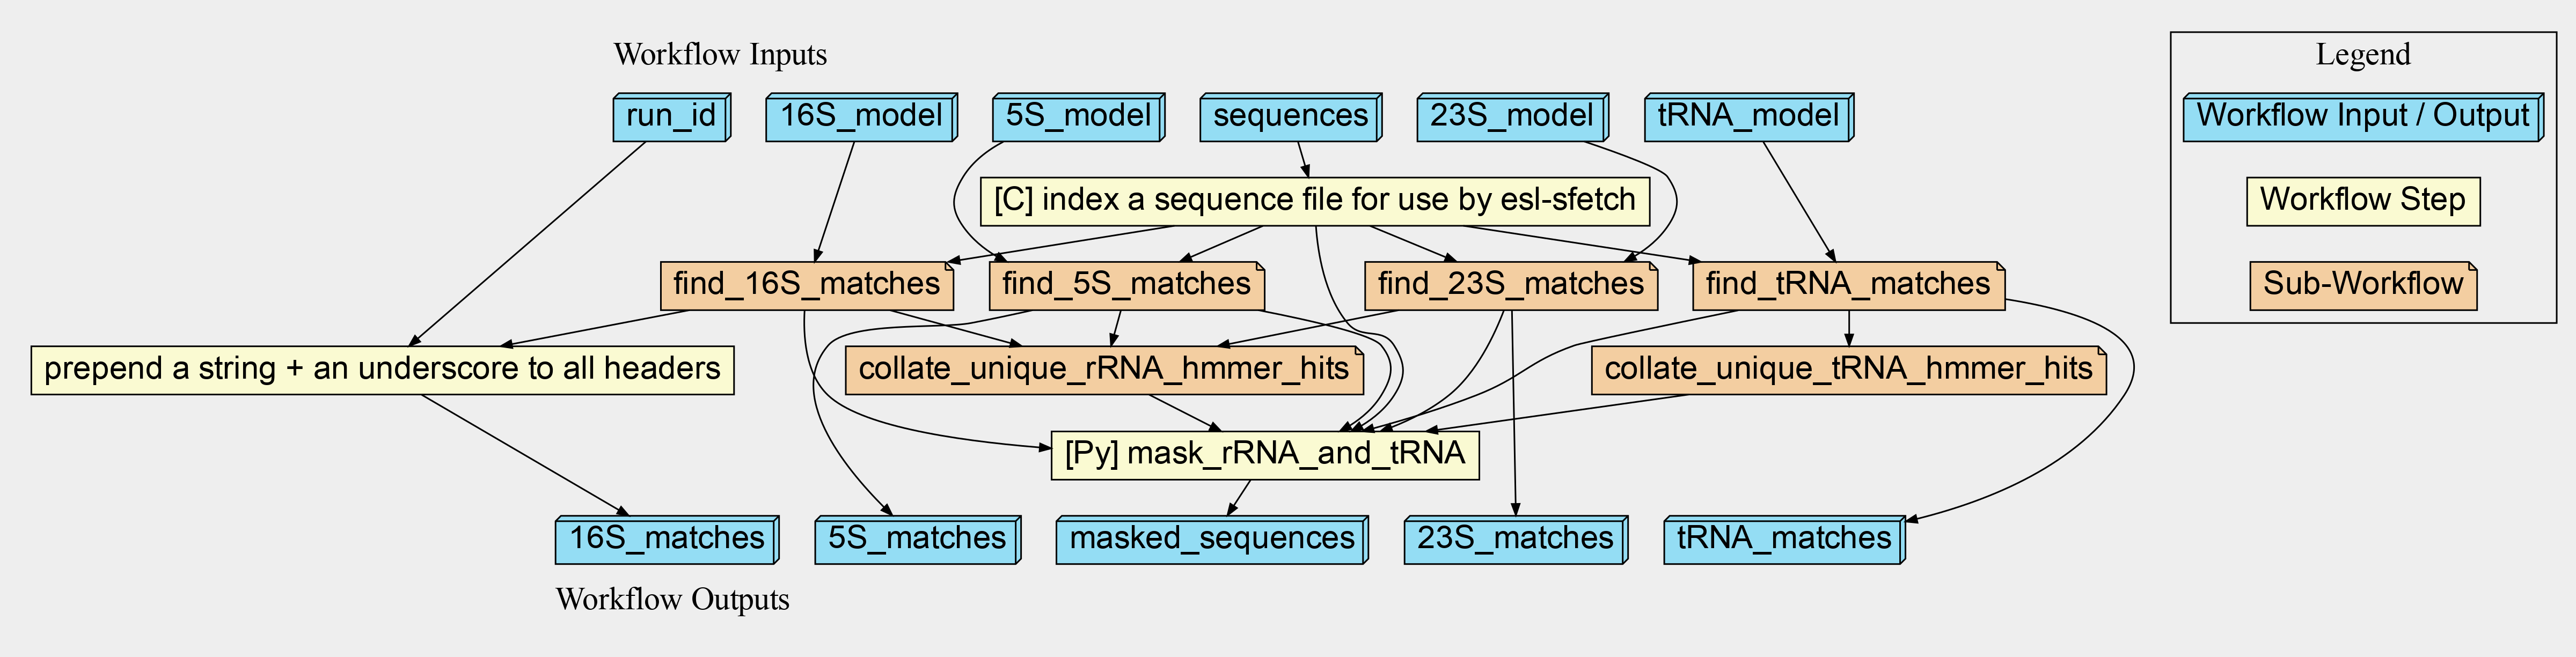 Workflow Inputs
run_id
16S_model
5S_model
sequences
23S_model
tRNA_model
[C] index a sequence file for use by esl-sfetch
find_16S_matches
find_5S_matches
find_23S_matches
find_tRNA_matches
prepend a string + an underscore to all headers
collate_unique_rRNA_hmmer_hits
collate_unique_tRNA_hmmer_hits
[Py] mask_rRNA_and_tRNA
16S_matches
5S_matches
masked_sequences
23S_matches
tRNA_matches
Workflow Outputs
Legend
Workflow Input / Output
Workflow Step
Sub-Workflow